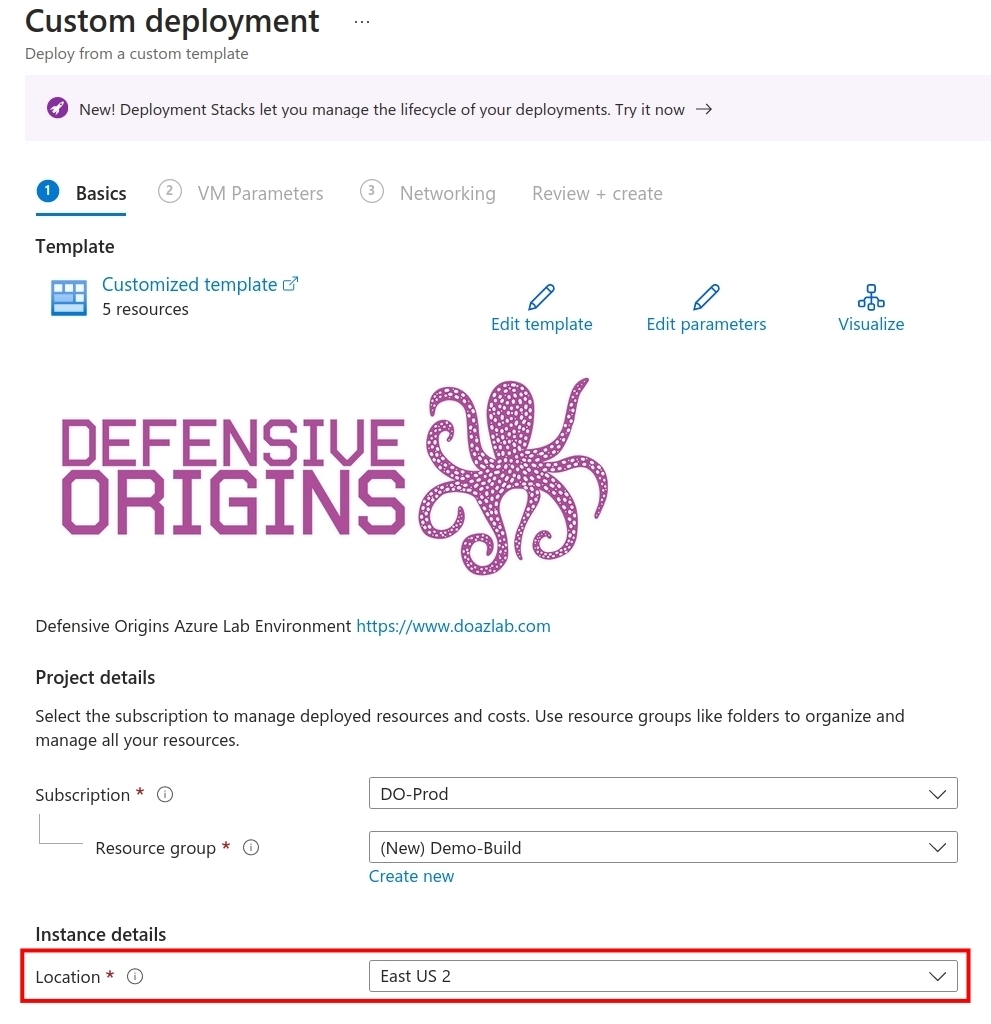 Custom deployment ...
Deploy from a custom template
New! Deployment Stacks let you manage the lifecycle of your deployments. Try it now →
1 Basics 2 VM Parameters 3 Networking Review + create
Template
Customized template
5 resources
Edit template Edit parameters Visualize
DEFENSIVE
ORIGINS
Defensive Origins Azure Lab Environment https://www.doazlab.com
Project details
Select the subscription to manage deployed resources and costs. Use resource groups like folders to organize and
manage all your resources.
Subscription * DO-Prod
Resource group * (New) Demo-Build
Create new
Instance details
Location * East US 2